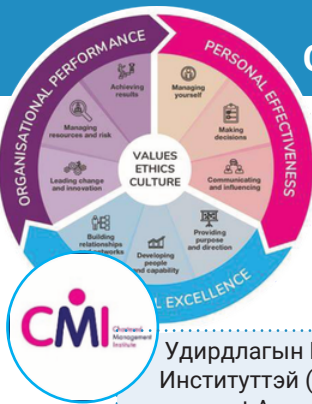 ORGANISATIONAL PERFORMANCE
PERSONAL EFFECTIVENESS
Achieving
results
Managing
yourself
Managing
resources and risk
Making
decisions
VALUES
ETHICS
CULTURE
Leading change
and innovation
Communicating
and influencing
Building
relationships
Developing
people
and capability
Providing
purpose
and direction
EXCELLENCE
CMI
Chartered
Management
Institute
Удирдлагын
Институттэй (